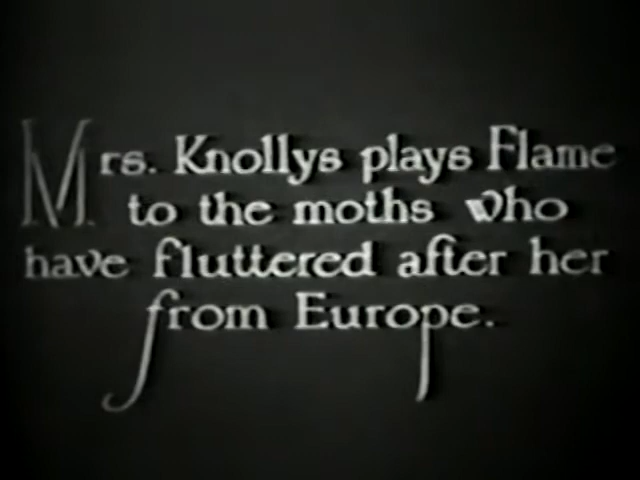 Mrs. Knollys plays Flame
to the moths who
have fluttered after her
from Europe.